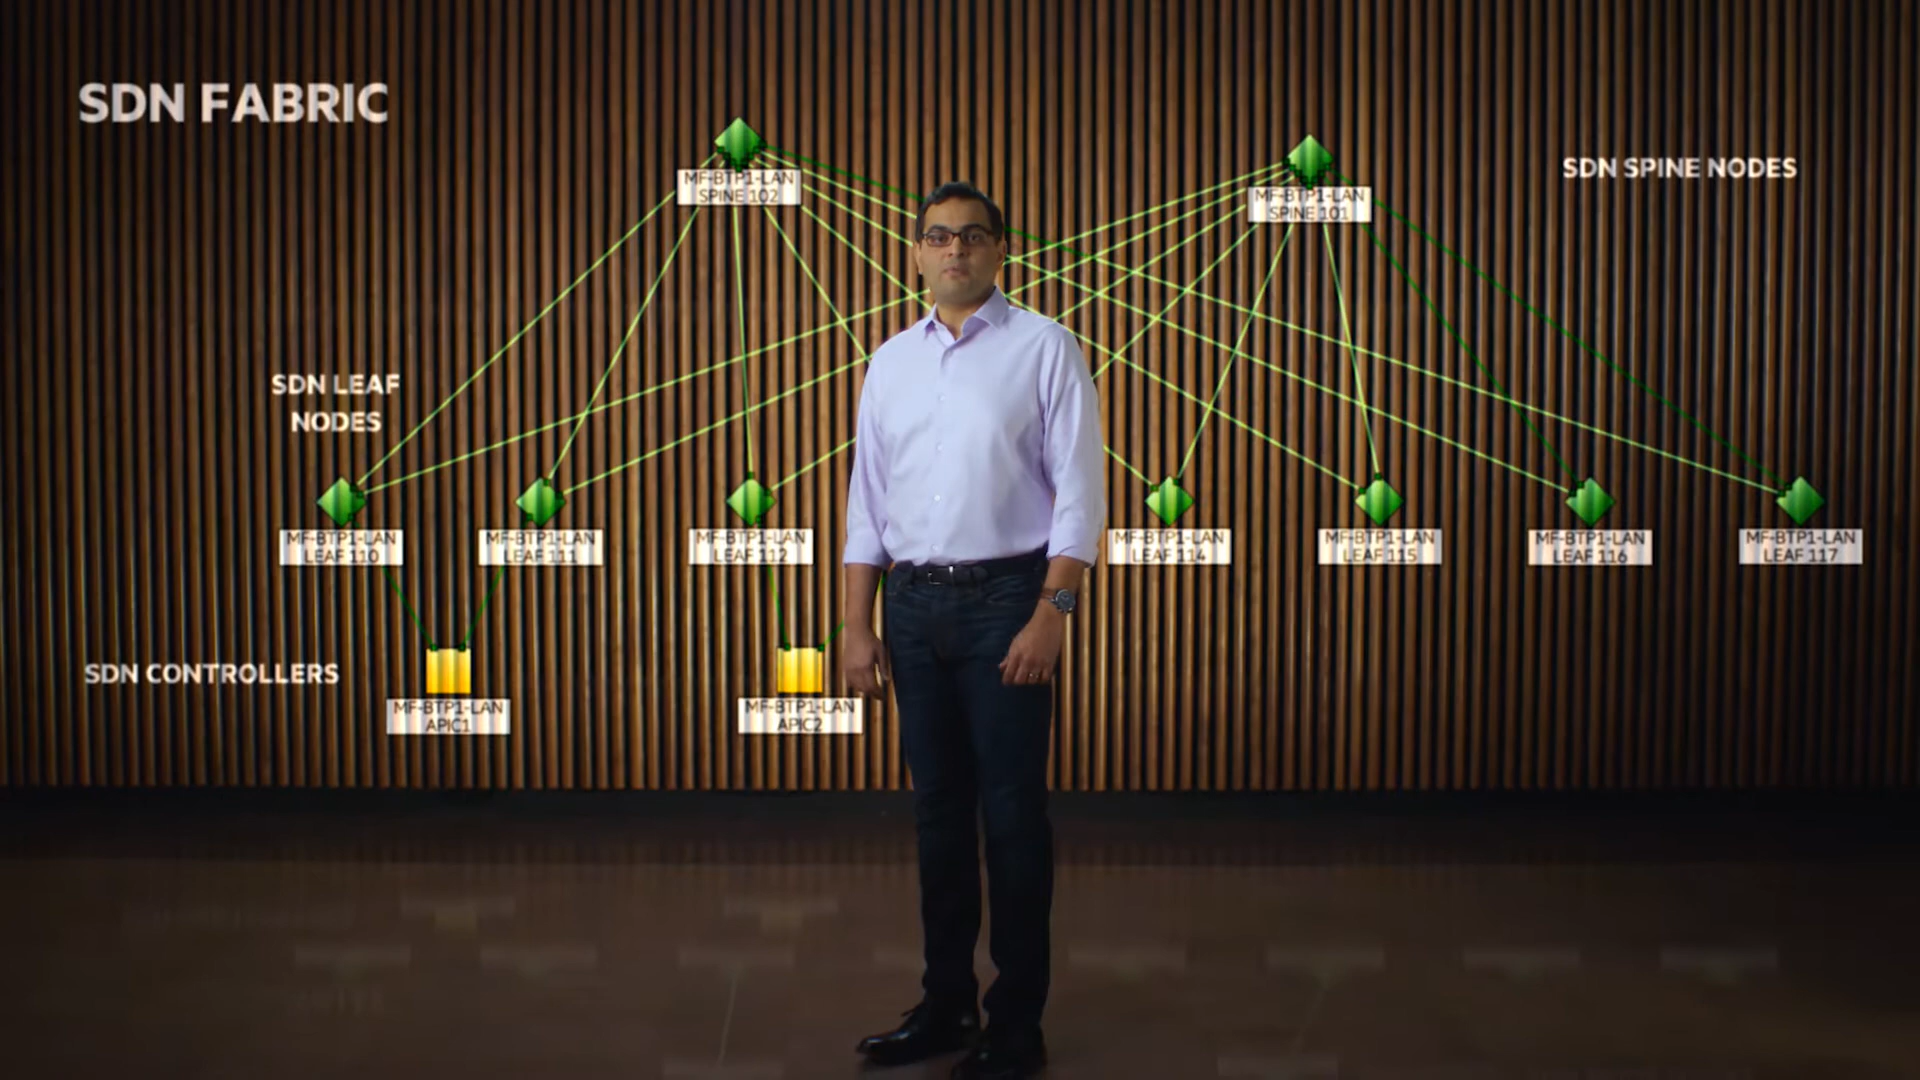 SDN FABRIC
SDN SPINE NODES
MF-BTP1-LAN
SPINE 102
MF-BTP1-LAN
SPINE 101
SDN LEAF
NODES
MF-BTP1-LAN
LEAF 110
MF-BTP1-LAN
LEAF 111
MF-BTP1-LAN
LEAF 112
MF-BTP1-LAN
LEAF 114
MF-BTP1-LAN
LEAF 115
MF-BTP1-LAN
LEAF 116
MF-BTP1-LAN
LEAF 117
SDN CONTROLLERS
MF-BTP1-LAN
APIC1
MF-BTP1-LAN
APIC2